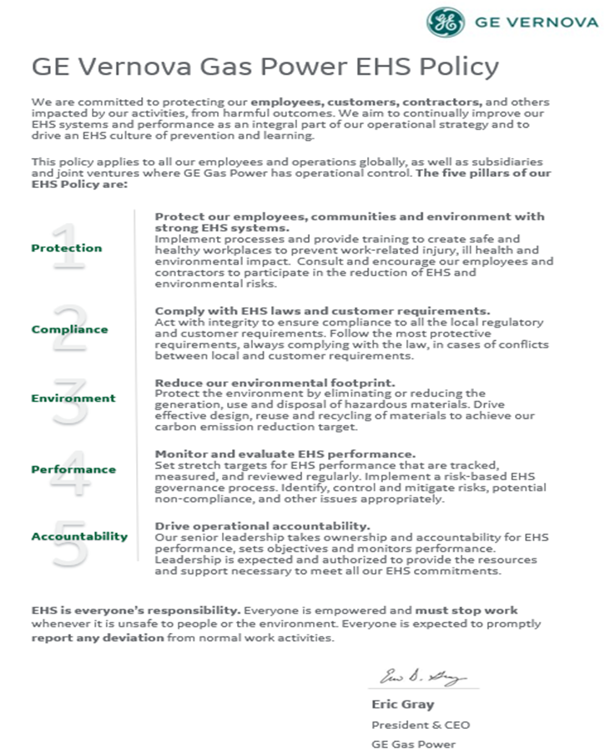 GE VERNOVA
GE Vernova Gas Power EHS Policy
We are committed to protecting our employees, customers, contractors, and others
impacted by our activities, from harmful outcomes. We aim to continually improve our
EHS systems and performance as an integral part of our operational strategy and to
drive an EHS culture of prevention and learning.
This policy applies to all our employees and operations globally, as well as subsidiaries
and joint ventures where GE Gas Power has operational control. The five pillars of our
EHS Policy are:
1
Protection
Protect our employees, communities and environment with
strong EHS systems.
Implement processes and provide training to create safe and
healthy workplaces to prevent work-related injury, ill health and
environmental impact. Consult and encourage our employees and
contractors to participate in the reduction of EHS and
environmental risks.
2
Compliance
Comply with EHS laws and customer requirements.
Act with integrity to ensure compliance to all the local regulatory
and customer requirements. Follow the most protective
requirements, always complying with the law, in cases of conflicts
between local and customer requirements.
3
Environment
Reduce our environmental footprint.
Protect the environment by eliminating or reducing the
generation, use and disposal of hazardous materials. Drive
effective design, reuse and recycling of materials to achieve our
carbon emission reduction target.
4
Performance
Monitor and evaluate EHS performance.
Set stretch targets for EHS performance that are tracked,
measured, and reviewed regularly. Implement a risk-based EHS
governance process. Identify, control and mitigate risks, potential
non-compliance, and other issues appropriately.
5
Accountability
Drive operational accountability.
Our senior leadership takes ownership and accountability for EHS
performance, sets objectives and monitors performance.
Leadership is expected and authorized to provide the resources
and support necessary to meet all our EHS commitments.
EHS is everyone's responsibility. Everyone is empowered and must stop work
whenever it is unsafe to people or the environment. Everyone is expected to promptly
report any deviation from normal work activities.
Eric Gray
President & CEO
GE Gas Power